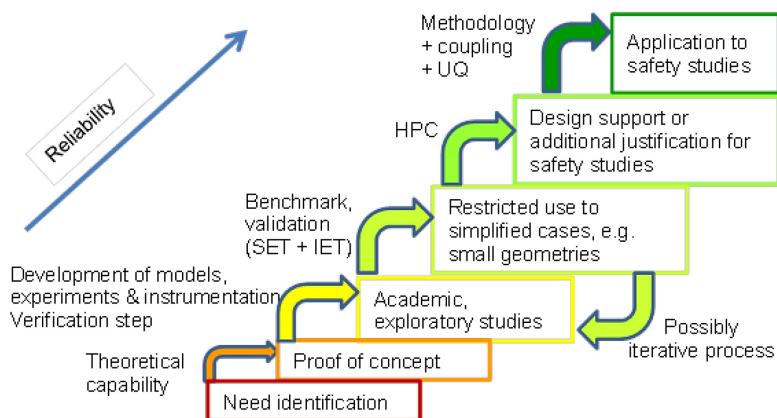 Methodology
+ coupling
+ UQ
Application to
safety studies
Reliability
HPC
Design support or
additional justification for
safety studies
Benchmark,
validation
(SET + IET)
Restricted use to
simplified cases, e.g.
small geometries
Development of models,
experiments & instrumentation
Verification step
Academic,
exploratory studies
Possibly
iterative process
Theoretical
capability
Proof of concept
Need identification